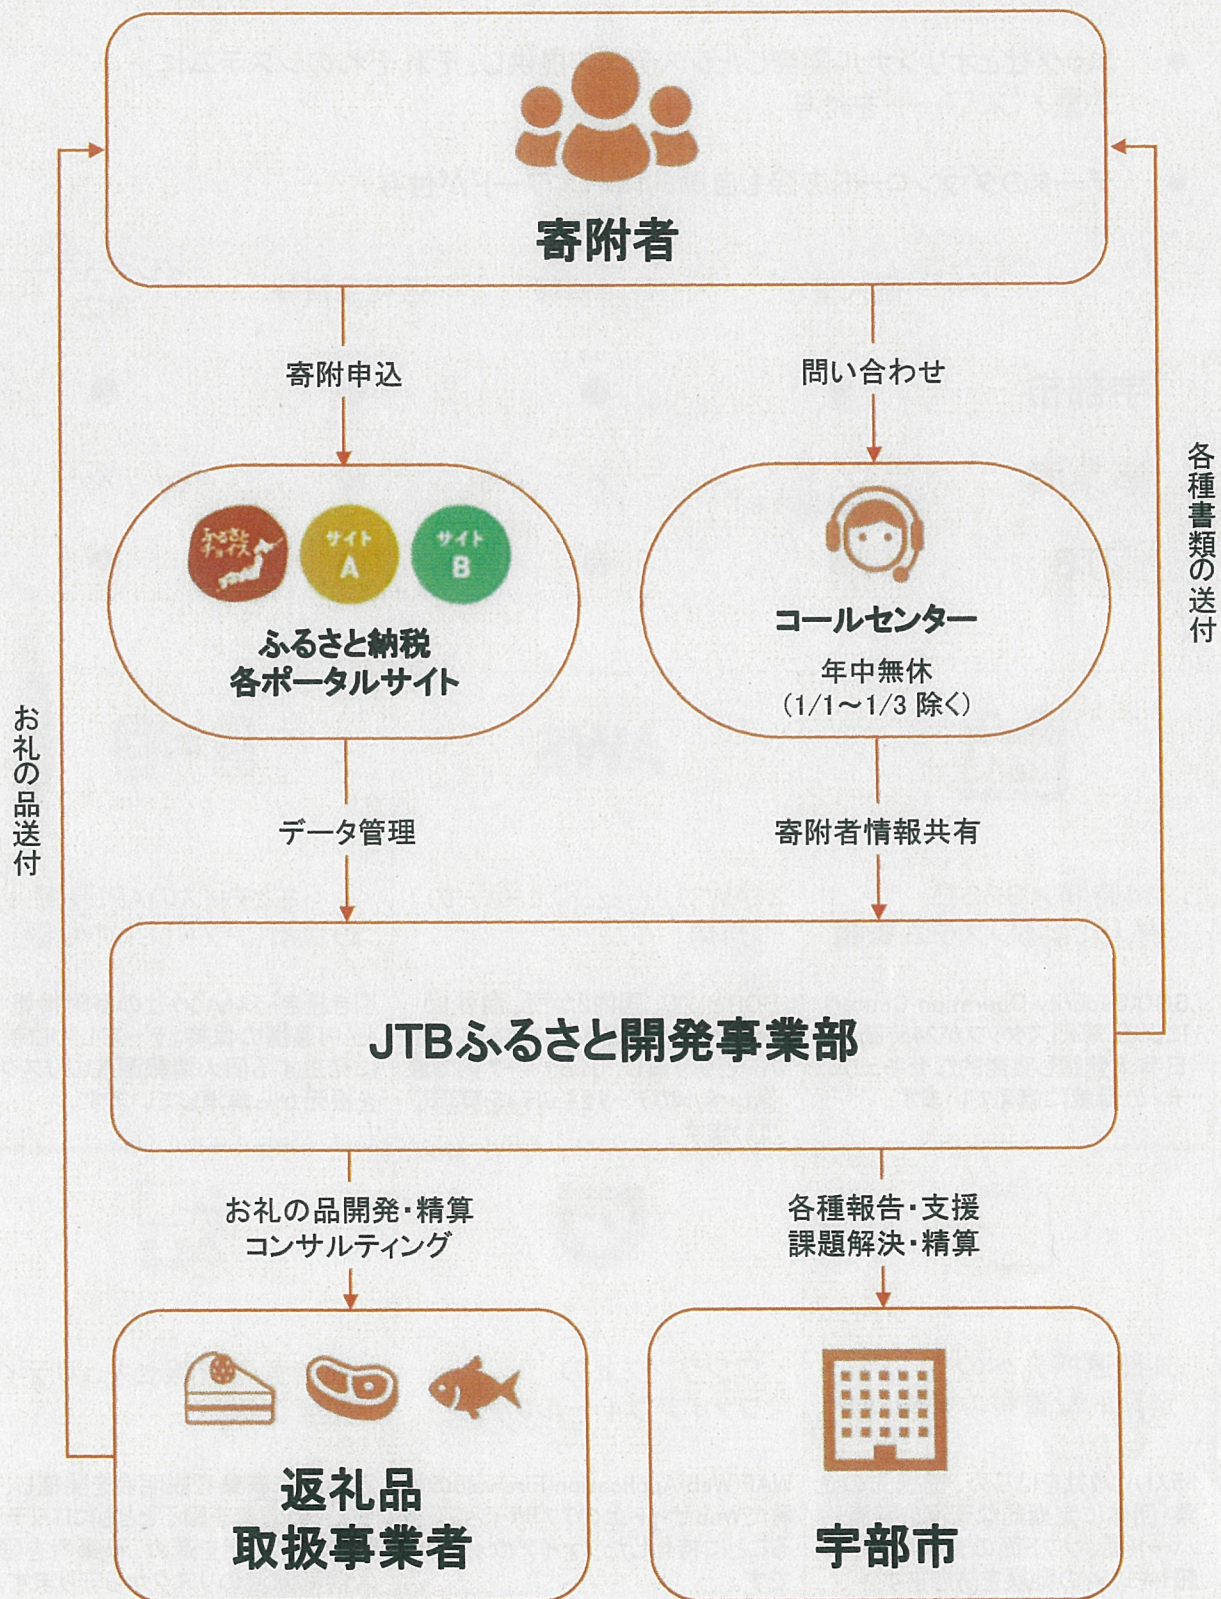 寄附者
寄附申込
問い合わせ
各種書類の送付
お礼の品送付
ふるさと
チョイス
サイト
A
サイト
B
ふるさと納税
各ポータルサイト
コールセンター
年中無休
(1/1～1/3 除く)
データ管理
寄附者情報共有
JTBふるさと開発事業部
お礼の品開発・精算
コンサルティング
各種報告・支援
課題解決・精算
返礼品
取扱事業者
宇部市